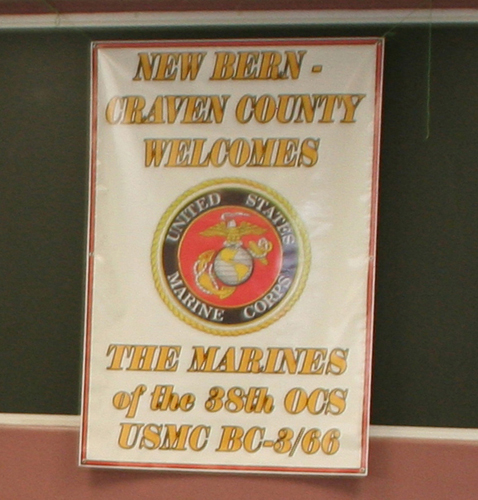 NEW BERN -
CRAVEN COUNTY
WELCOMES
UNITED STATES
MARINE CORPS
THE MARINES
of the 38th OCS
USMC BC-3/66